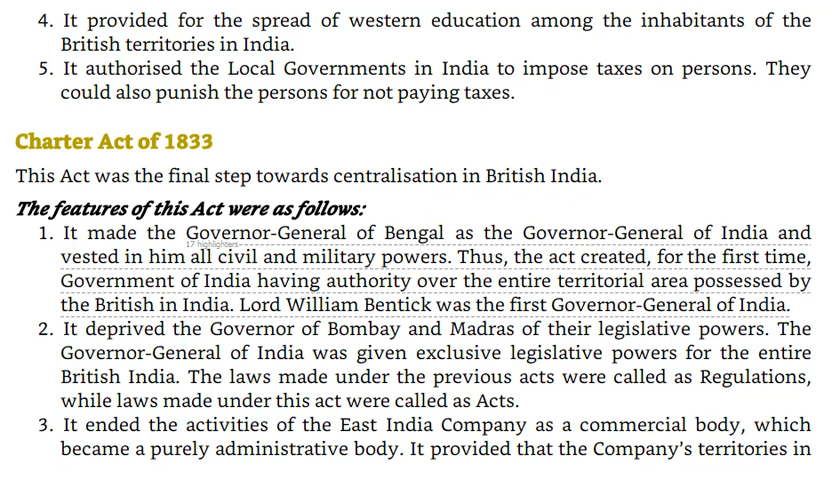 4. It provided for the spread of western education among the inhabitants of the
British territories in India.
5. It authorised the Local Governments in India to impose taxes on persons. They
could also punish the persons for not paying taxes.
Charter Act of 1833
This Act was the final step towards centralisation in British India.
The features of this Act were as follows:
1. It made the Governor-General of Bengal as the Governor-General of India and
17 highlighters
vested in him all civil and military powers. Thus, the act created, for the first time,
Government of India having authority over the entire territorial area possessed by
the British in India. Lord William Bentick was the first Governor-General of India.
2. It deprived the Governor of Bombay and Madras of their legislative powers. The
Governor-General of India was given exclusive legislative powers for the entire
British India. The laws made under the previous acts were called as Regulations,
while laws made under this act were called as Acts.
3. It ended the activities of the East India Company as a commercial body, which
became a purely administrative body. It provided that the Company’s territories in